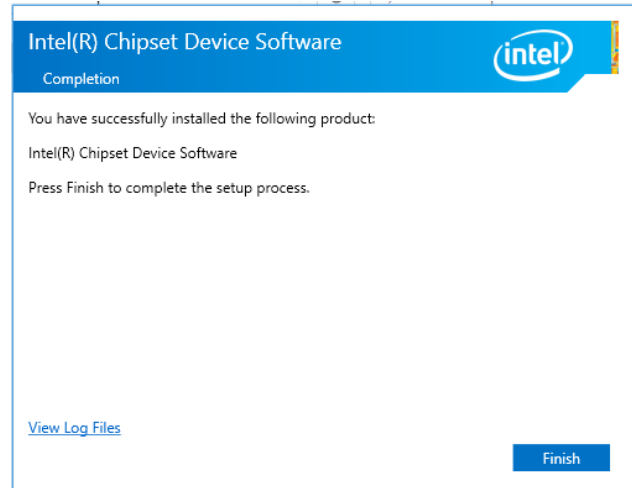 Intel(R) Chipset Device Software
intel
Completion
You have successfully installed the following product:
Intel(R) Chipset Device Software
Press Finish to complete the setup process.
View Log Files
Finish